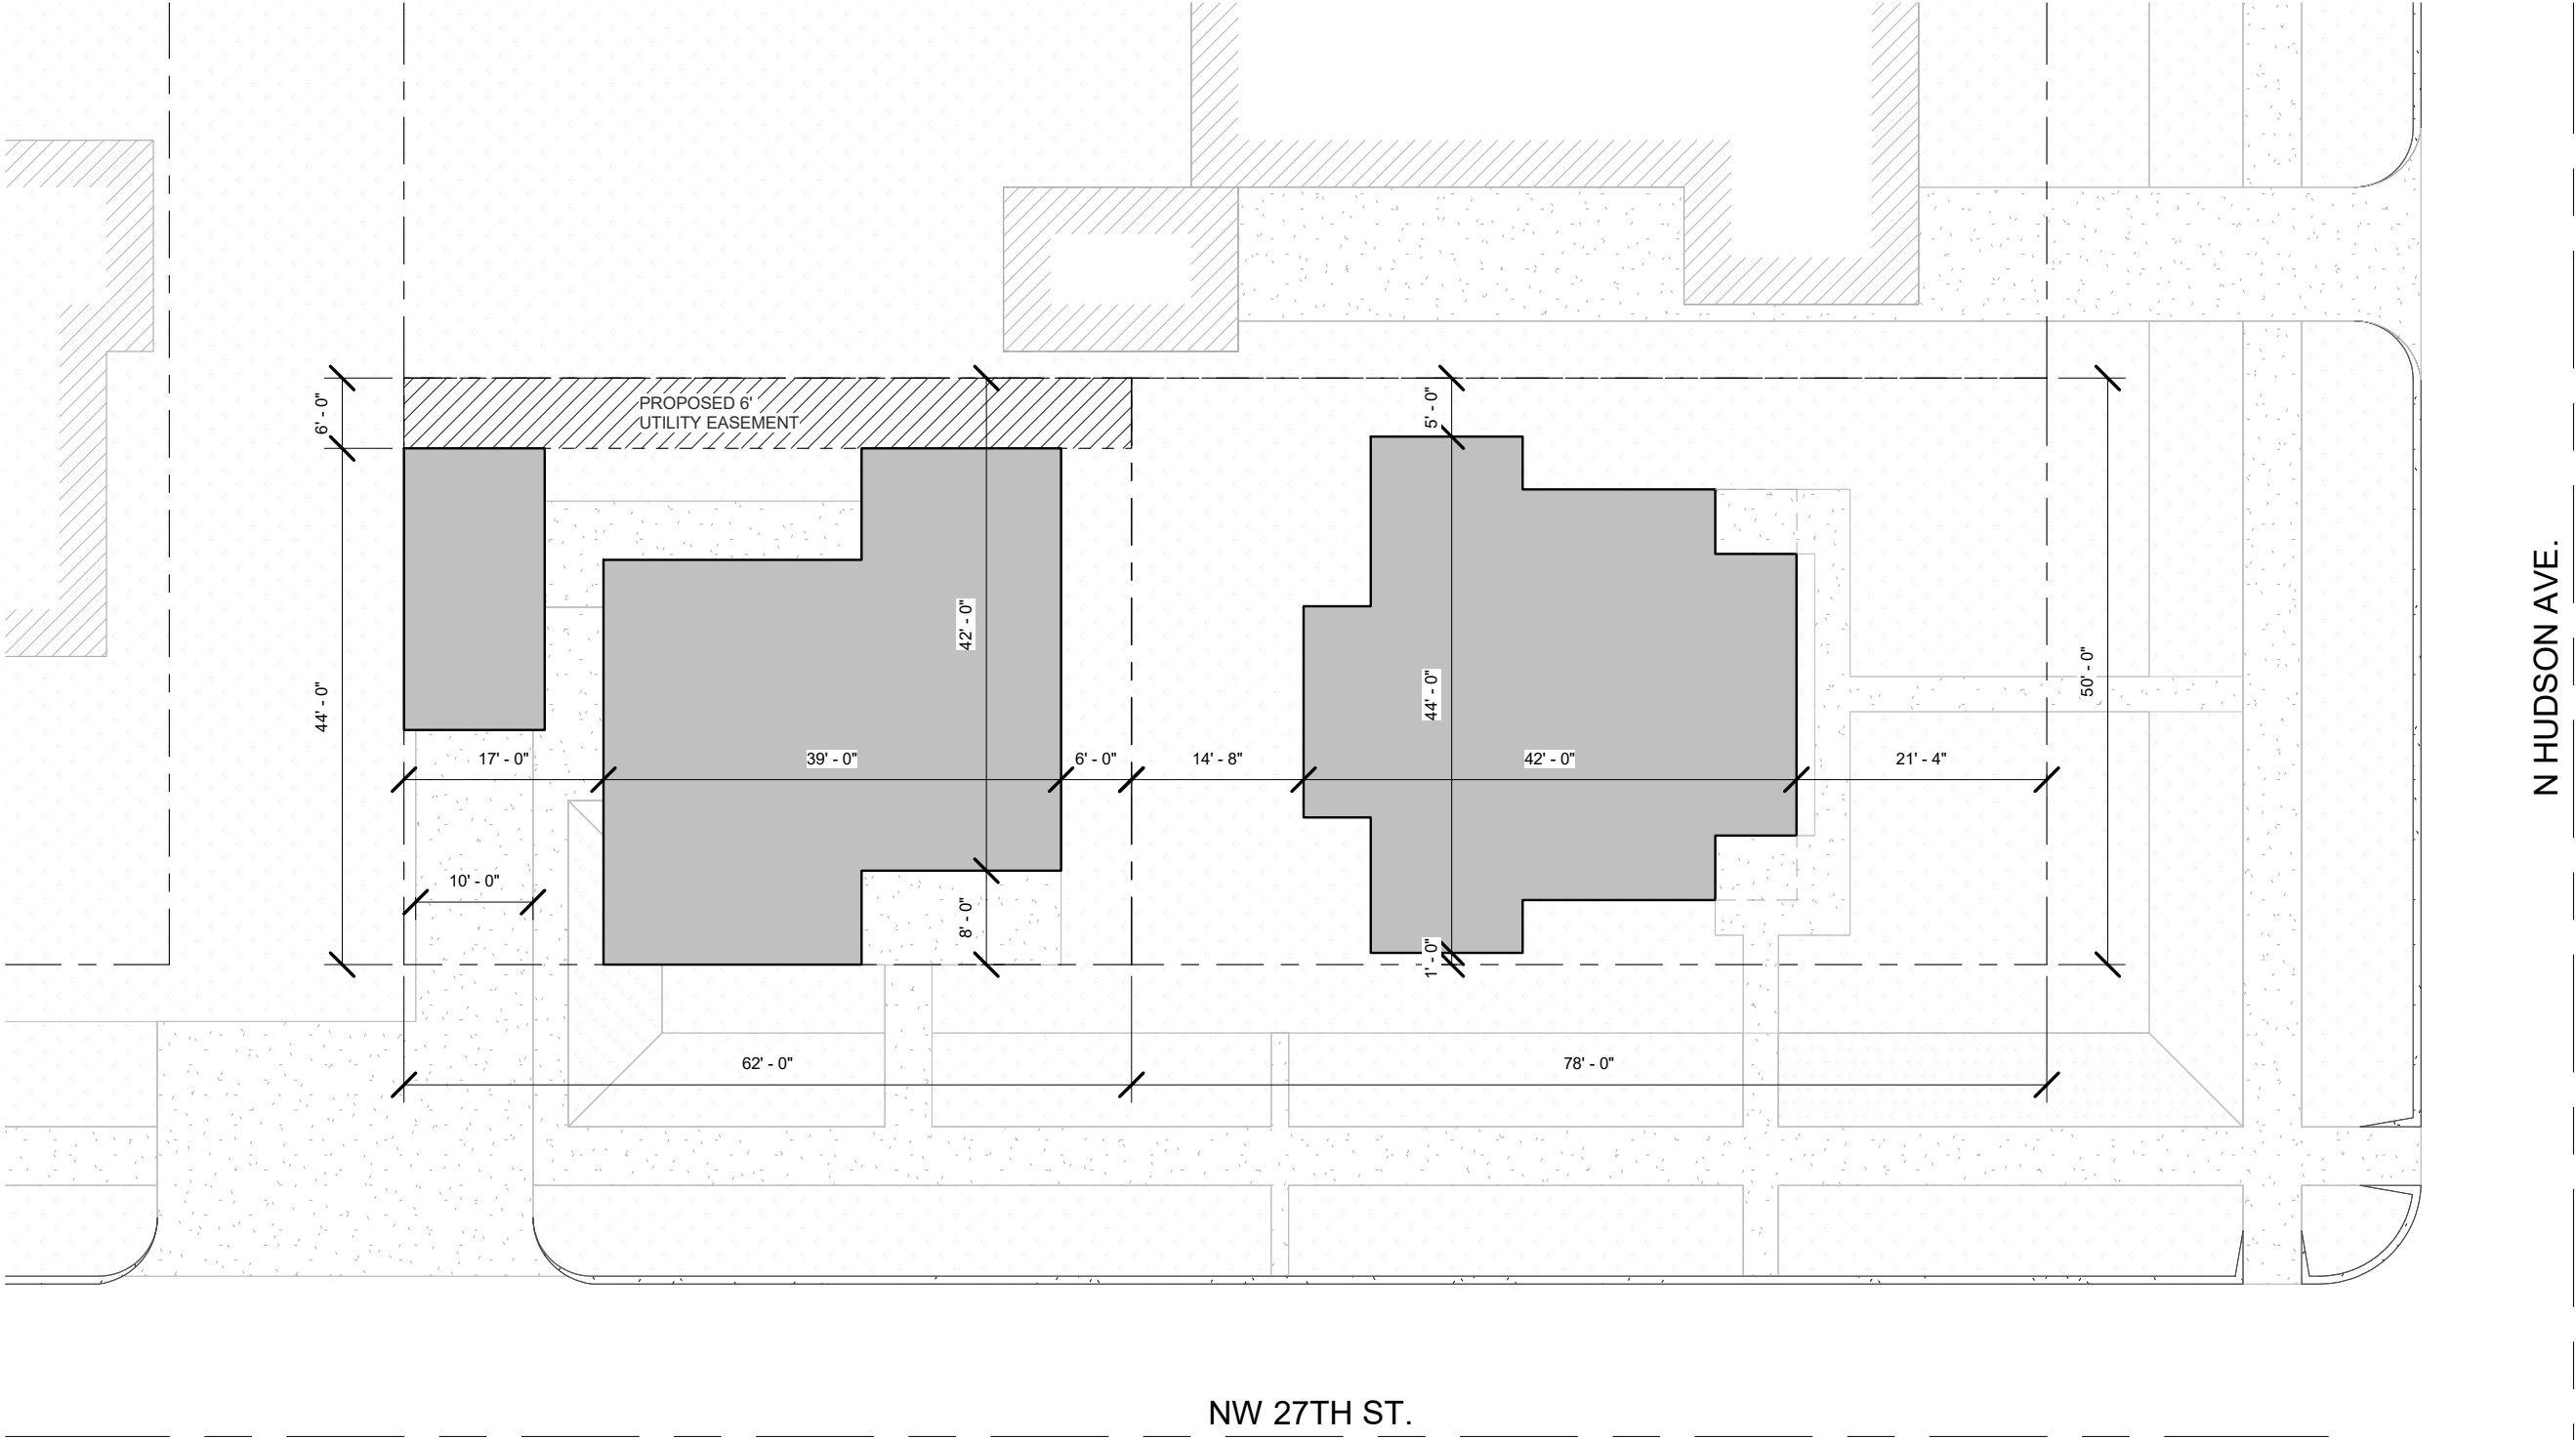 5' - 0"
6' - 0"
PROPOSED 6'
UTILITY EASEMENT
42' - 0"
44' - 0"
44' - 0"
50' - 0"
N HUDSON AVE.
17' - 0"
39' - 0"
6' - 0"
14' - 8"
42' - 0"
21' - 4"
10' - 0"
8' - 0"
1' - 0"
62' - 0"
78' - 0"
NW 27TH ST.